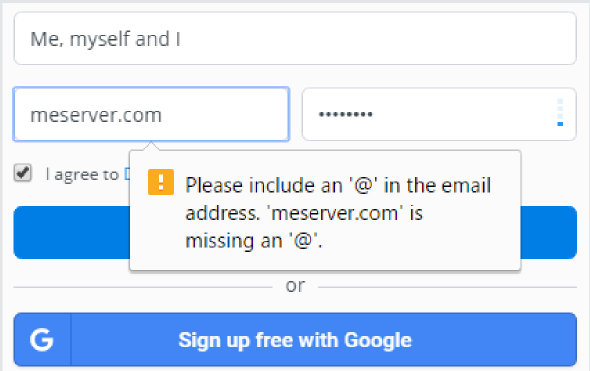 Me, myself and I
meserver.com ••••••••
I agree to
Please include an '@' in the email
address. 'meserver.com' is
missing an '@'.
or
G Sign up free with Google